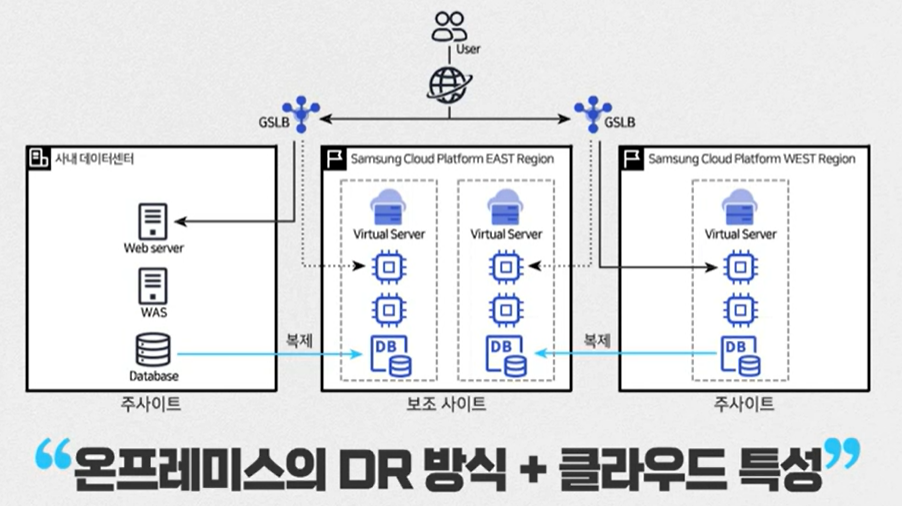 User
GSLB
GSLB
사내 데이터센터
Web server
WAS
Database
주사이트
복제
Samsung Cloud Platform EAST Region
Virtual Server
Virtual Server
DB
DB
보조 사이트
복제
Samsung Cloud Platform WEST Region
Virtual Server
DB
주사이트
“온프레미스의 DR 방식 + 클라우드 특성”